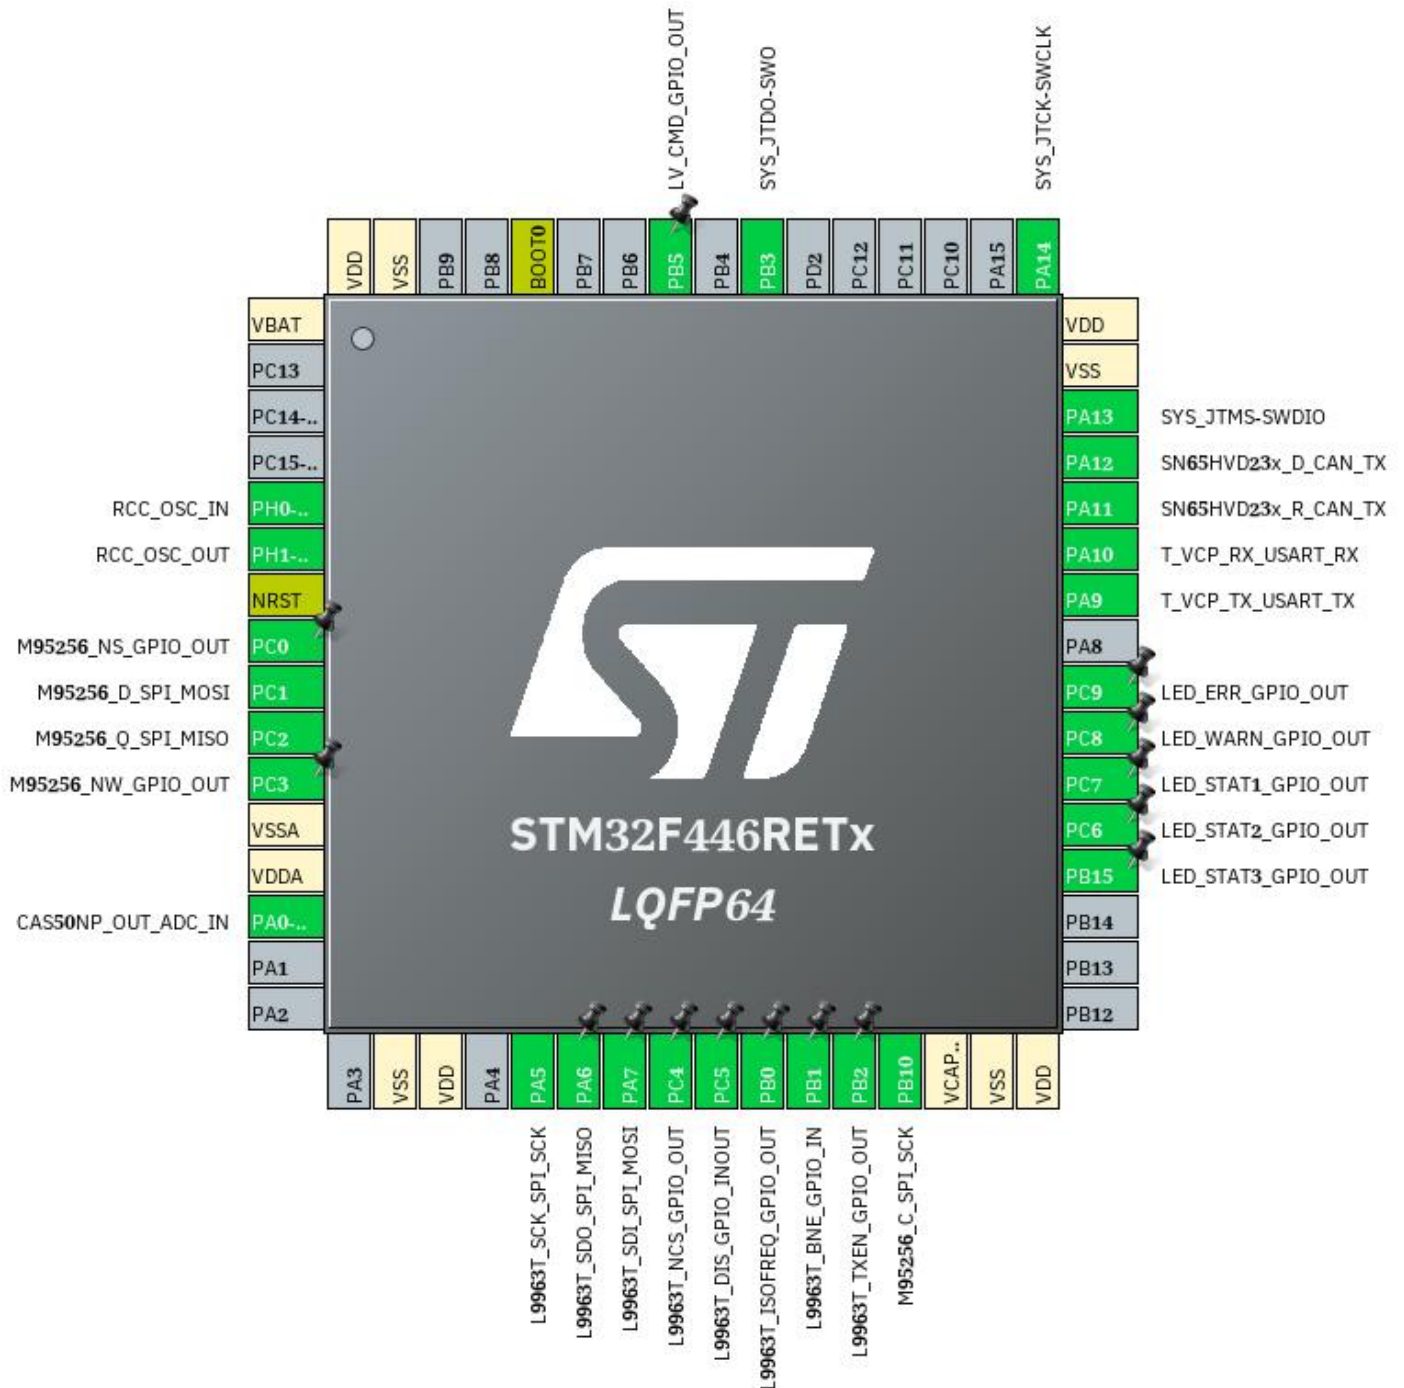 LV_CMD_GPIO_OUT
SYS_JTDO-SWO
SYS_JTCK-SWCLK
VDD
VSS
PB9
PB8
BOOT0
PB7
PB6
PB5
PB4
PB3
PD2
PC12
PC11
PC10
PA15
PA14
VBAT
PC13
PC14-..
PC15-..
RCC_OSC_IN PH0-..
RCC_OSC_OUT PH1-..
NRST
M95256_NS_GPIO_OUT PC0
M95256_D_SPI_MOSI PC1
M95256_Q_SPI_MISO PC2
M95256_NW_GPIO_OUT PC3
VSSA
VDDA
CAS50NP_OUT_ADC_IN PA0-..
PA1
PA2
STM32F446RETx
LQFP64
VDD
VSS
PA13 SYS_JTMS-SWDIO
PA12 SN65HVD23x_D_CAN_TX
PA11 SN65HVD23x_R_CAN_TX
PA10 T_VCP_RX_USART_RX
PA9 T_VCP_TX_USART_TX
PA8
PC9 LED_ERR_GPIO_OUT
PC8 LED_WARN_GPIO_OUT
PC7 LED_STAT1_GPIO_OUT
PC6 LED_STAT2_GPIO_OUT
PB15 LED_STAT3_GPIO_OUT
PB14
PB13
PB12
PA3
VSS
VDD
PA4
PA5
PA6
PA7
PC4
PC5
PB0
PB1
PB2
PB10
VCAP..
VSS
VDD
L9963T_SCK_SPI_SCK
L9963T_SDO_SPI_MISO
L9963T_SDI_SPI_MOSI
L9963T_NCS_GPIO_OUT
L9963T_DIS_GPIO_INOUT
L9963T_ISOFREQ_GPIO_OUT
L9963T_BNE_GPIO_IN
L9963T_TXEN_GPIO_OUT
M95256_C_SPI_SCK